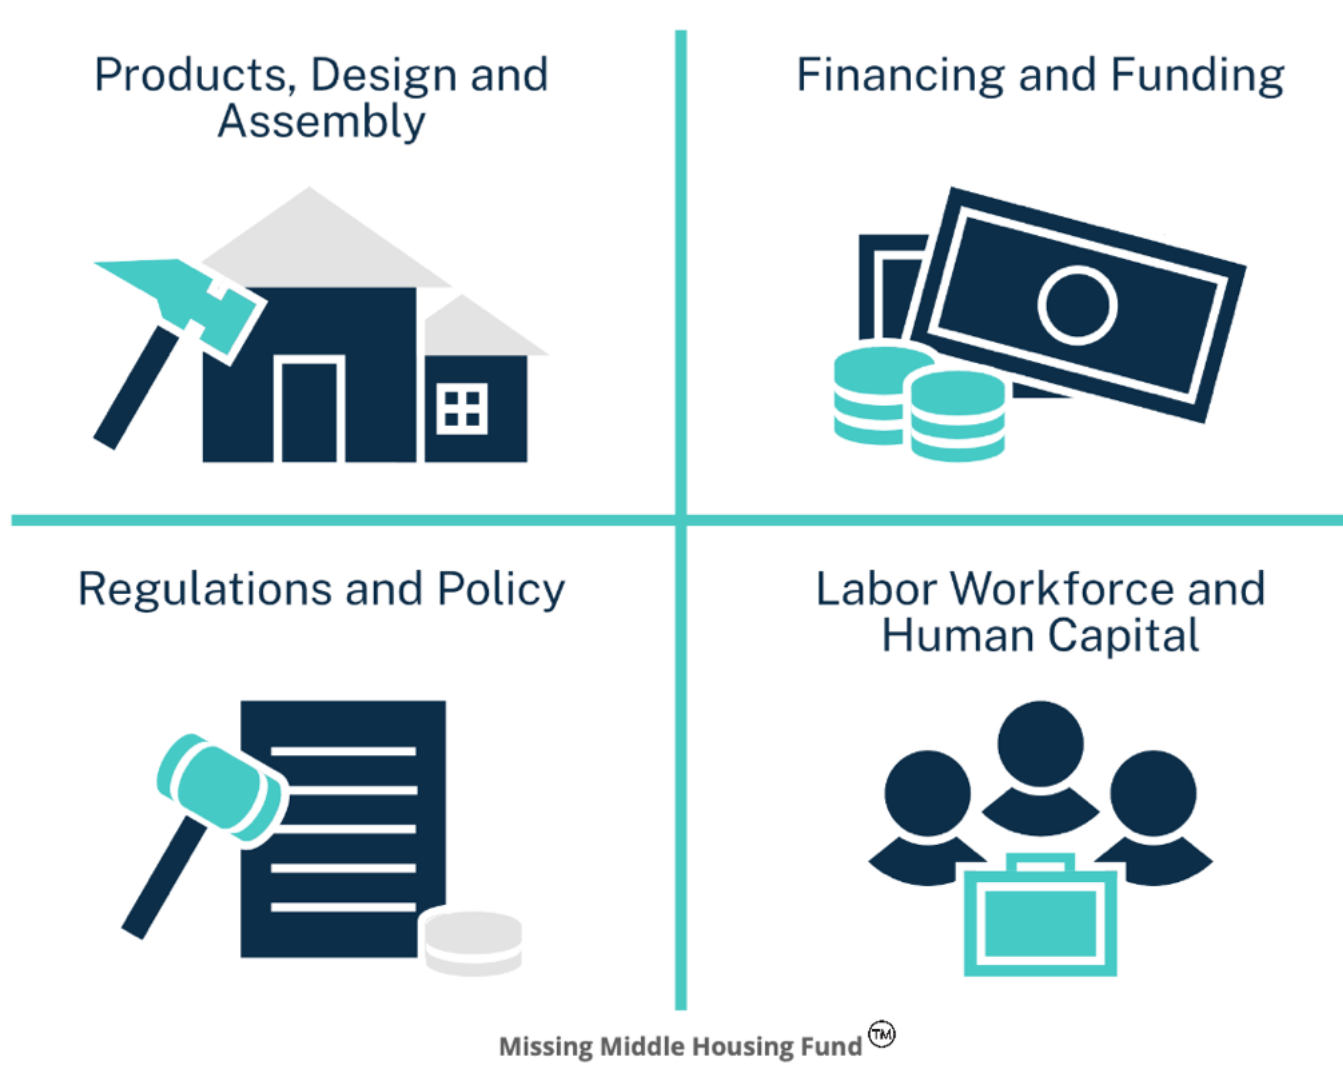 Products, Design and
Assembly
Financing and Funding
Regulations and Policy
Labor Workforce and
Human Capital
Missing Middle Housing Fund TM